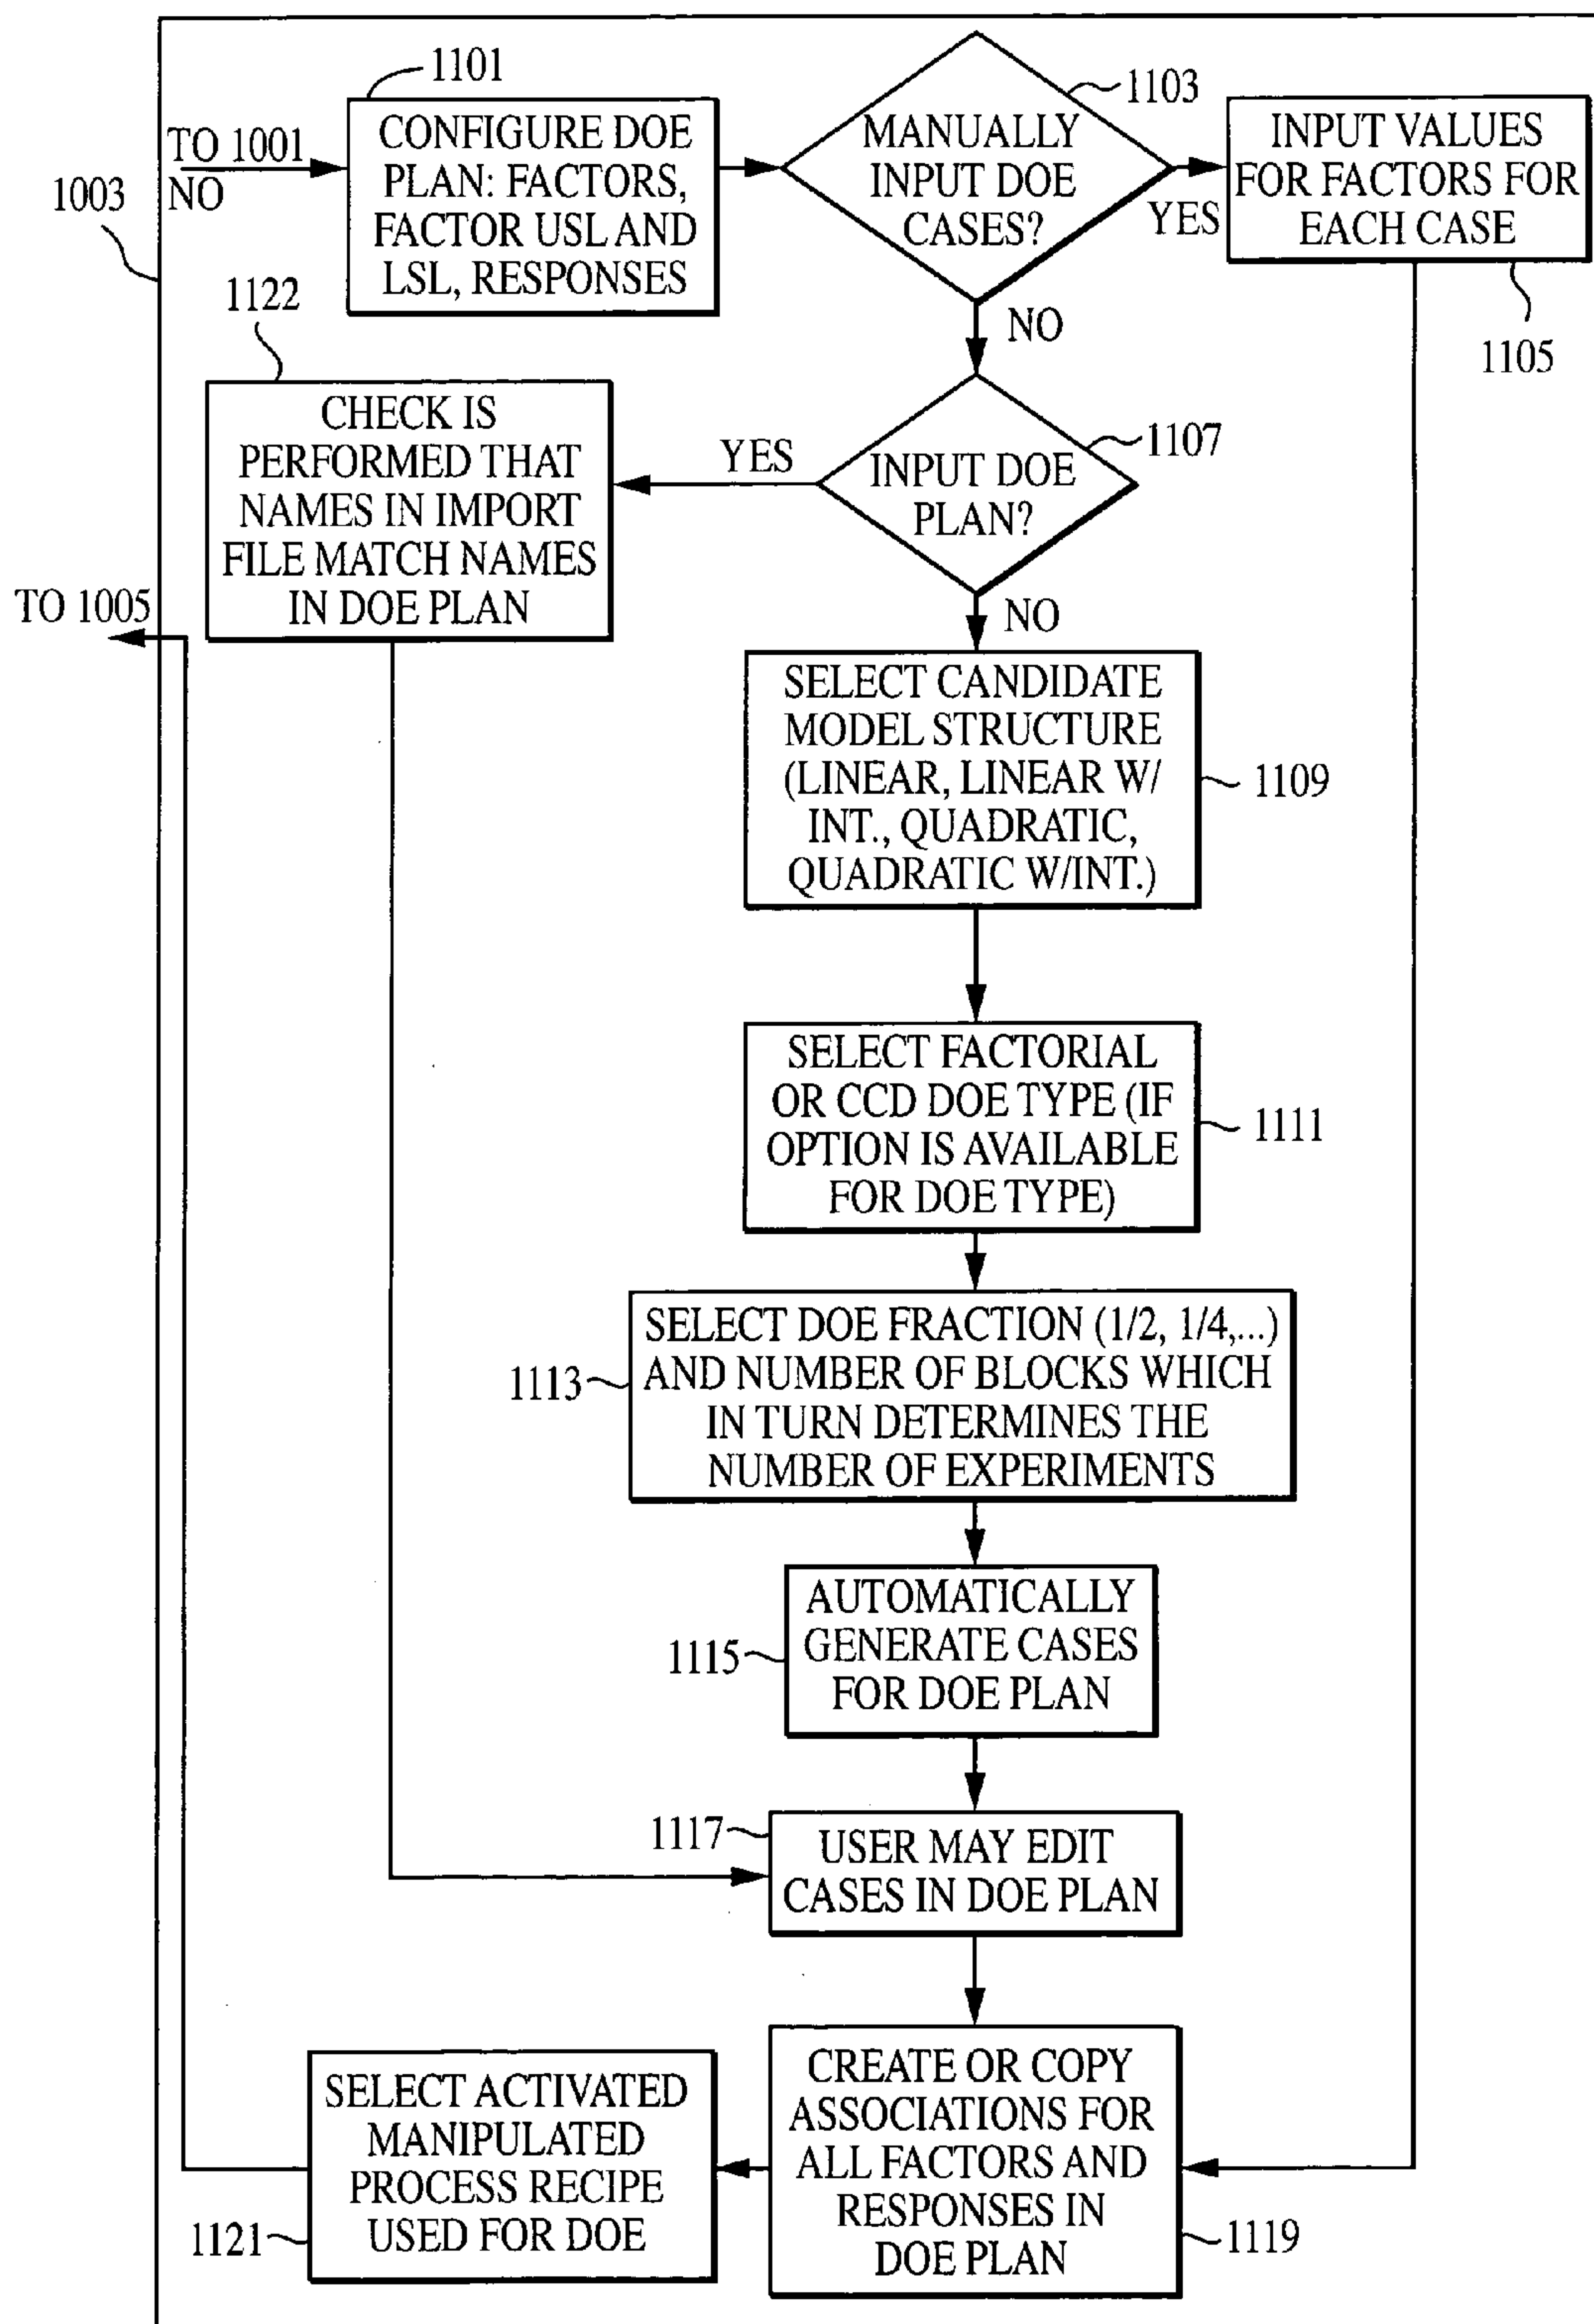 1101
TO 1001
NO
CONFIGURE DOE
PLAN: FACTORS,
FACTOR USL AND
LSL, RESPONSES
1103
MANUALLY
INPUT DOE
CASES?
YES
NO
INPUT VALUES
FOR FACTORS FOR
EACH CASE
1105
1003
1122
CHECK IS
PERFORMED THAT
NAMES IN IMPORT
FILE MATCH NAMES
IN DOE PLAN
YES
1107
INPUT DOE
PLAN?
NO
TO 1005
SELECT CANDIDATE
MODEL STRUCTURE
(LINEAR, LINEAR W/
INT., QUADRATIC,
QUADRATIC W/INT.)
1109
SELECT FACTORIAL
OR CCD DOE TYPE (IF
OPTION IS AVAILABLE
FOR DOE TYPE)
1111
SELECT DOE FRACTION (1/2, 1/4,...)
AND NUMBER OF BLOCKS WHICH
IN TURN DETERMINES THE
NUMBER OF EXPERIMENTS
1113
AUTOMATICALLY
GENERATE CASES
FOR DOE PLAN
1115
1117
USER MAY EDIT
CASES IN DOE PLAN
CREATE OR COPY
ASSOCIATIONS FOR
ALL FACTORS AND
RESPONSES IN
DOE PLAN
1119
SELECT ACTIVATED
MANIPULATED
PROCESS RECIPE
USED FOR DOE
1121